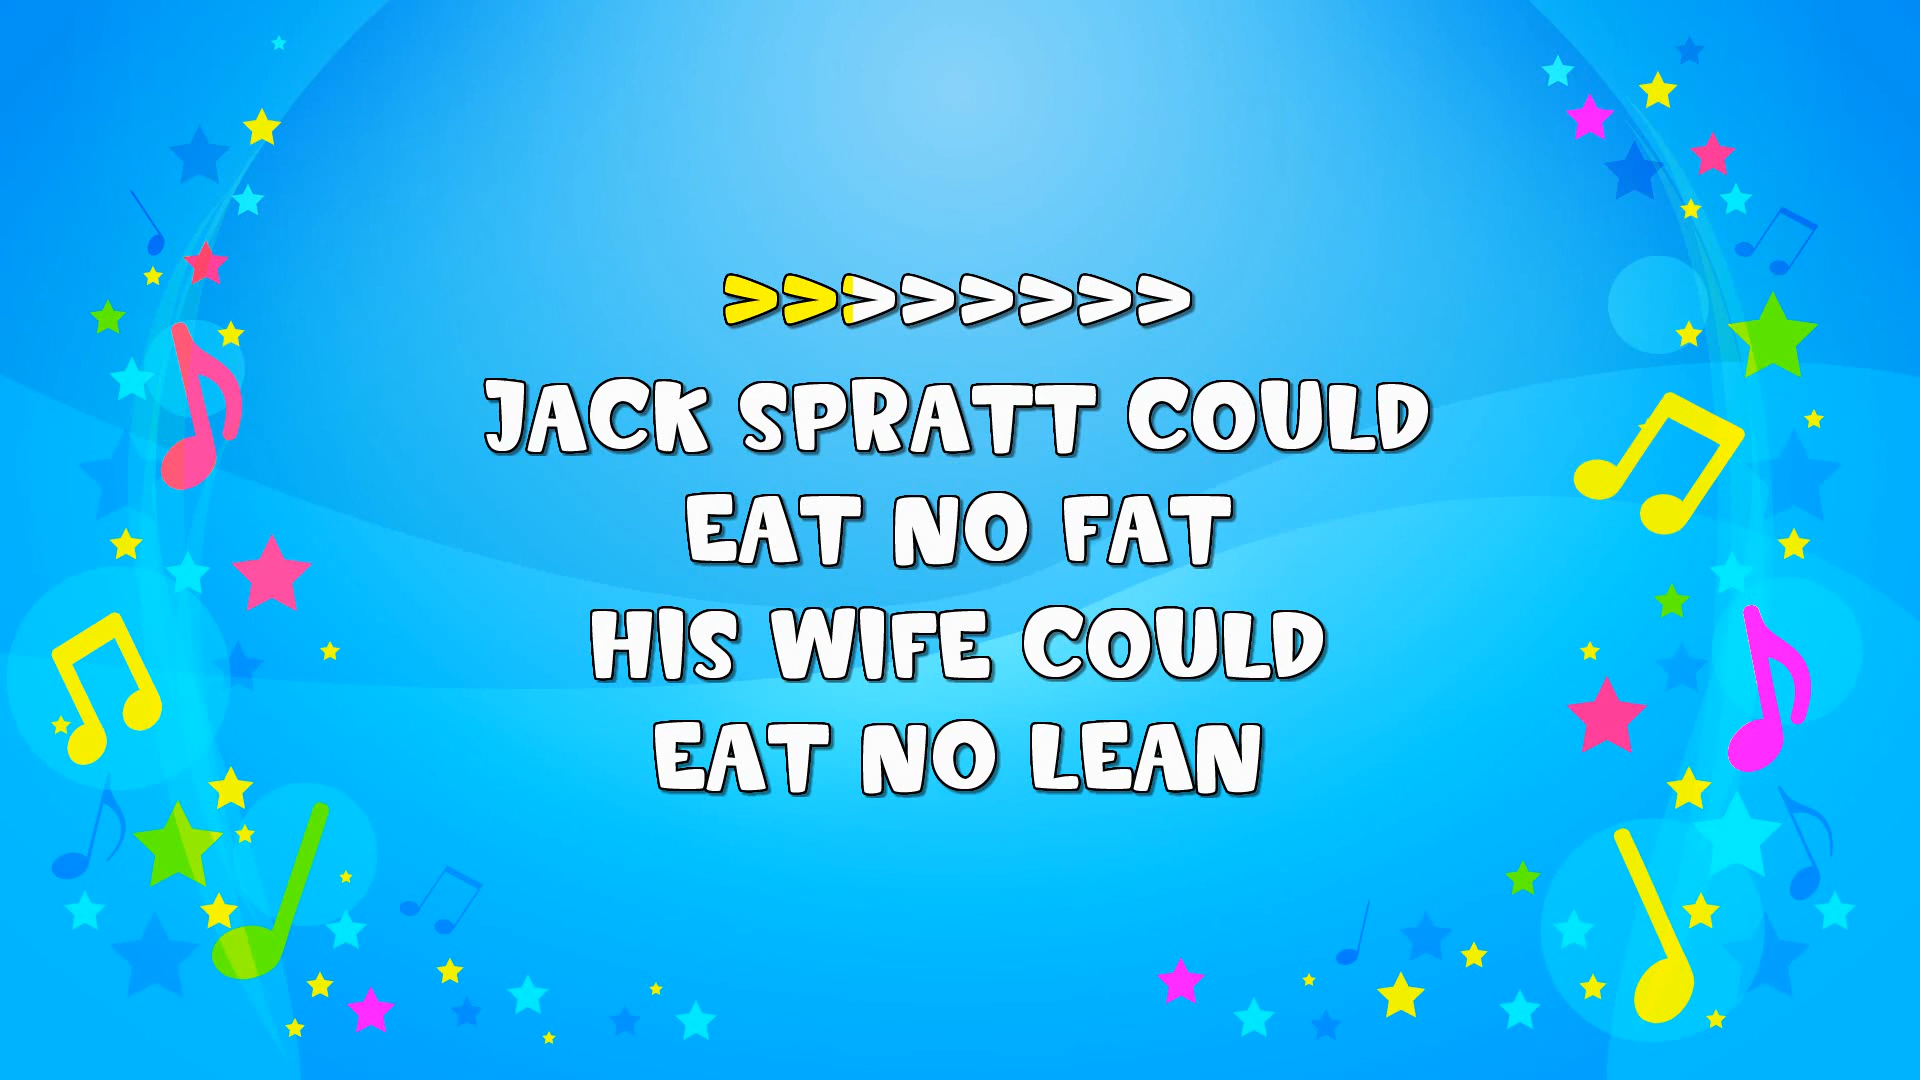 >>>>>>>>
JACK SPRATT COULD
EAT NO FAT
HIS WIFE COULD
EAT NO LEAN